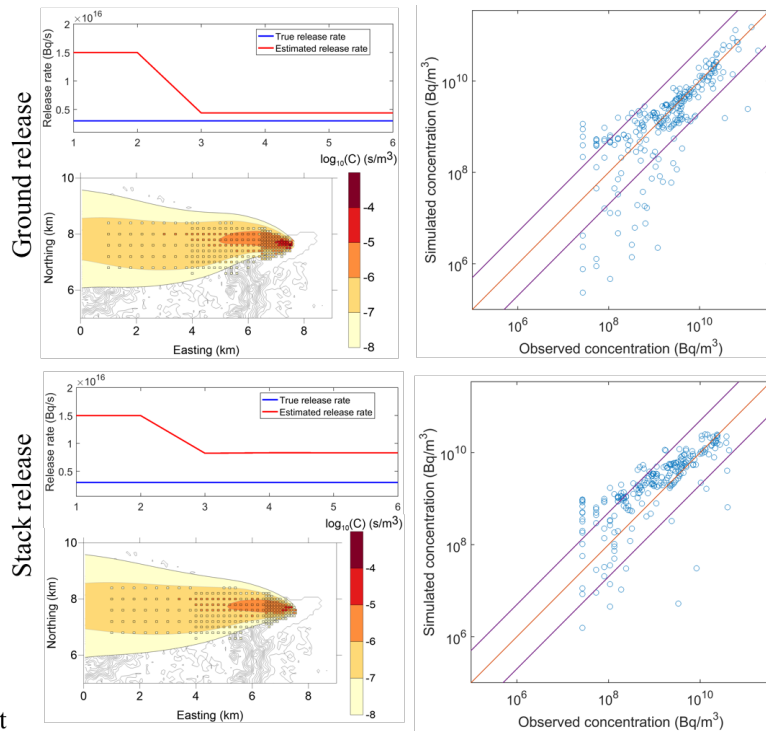 Ground release
×10^16
2
1.5
1
0.5
Release rate (Bq/s)
True release rate
Estimated release rate
1 2 3 4 5 6
log10(C) (s/m³)
10
8
6
Northing (km)
0 2 4 6 8
Easting (km)
-4
-5
-6
-7
-8
Simulated concentration (Bq/m³)
10^10
10^8
10^6
10^6 10^8 10^10
Observed concentration (Bq/m³)
Stack release
×10^16
2
1.5
1
0.5
Release rate (Bq/s)
True release rate
Estimated release rate
1 2 3 4 5 6
log10(C) (s/m³)
10
8
6
Northing (km)
0 2 4 6 8
Easting (km)
-4
-5
-6
-7
-8
Simulated concentration (Bq/m³)
10^10
10^8
10^6
10^6 10^8 10^10
Observed concentration (Bq/m³)
t